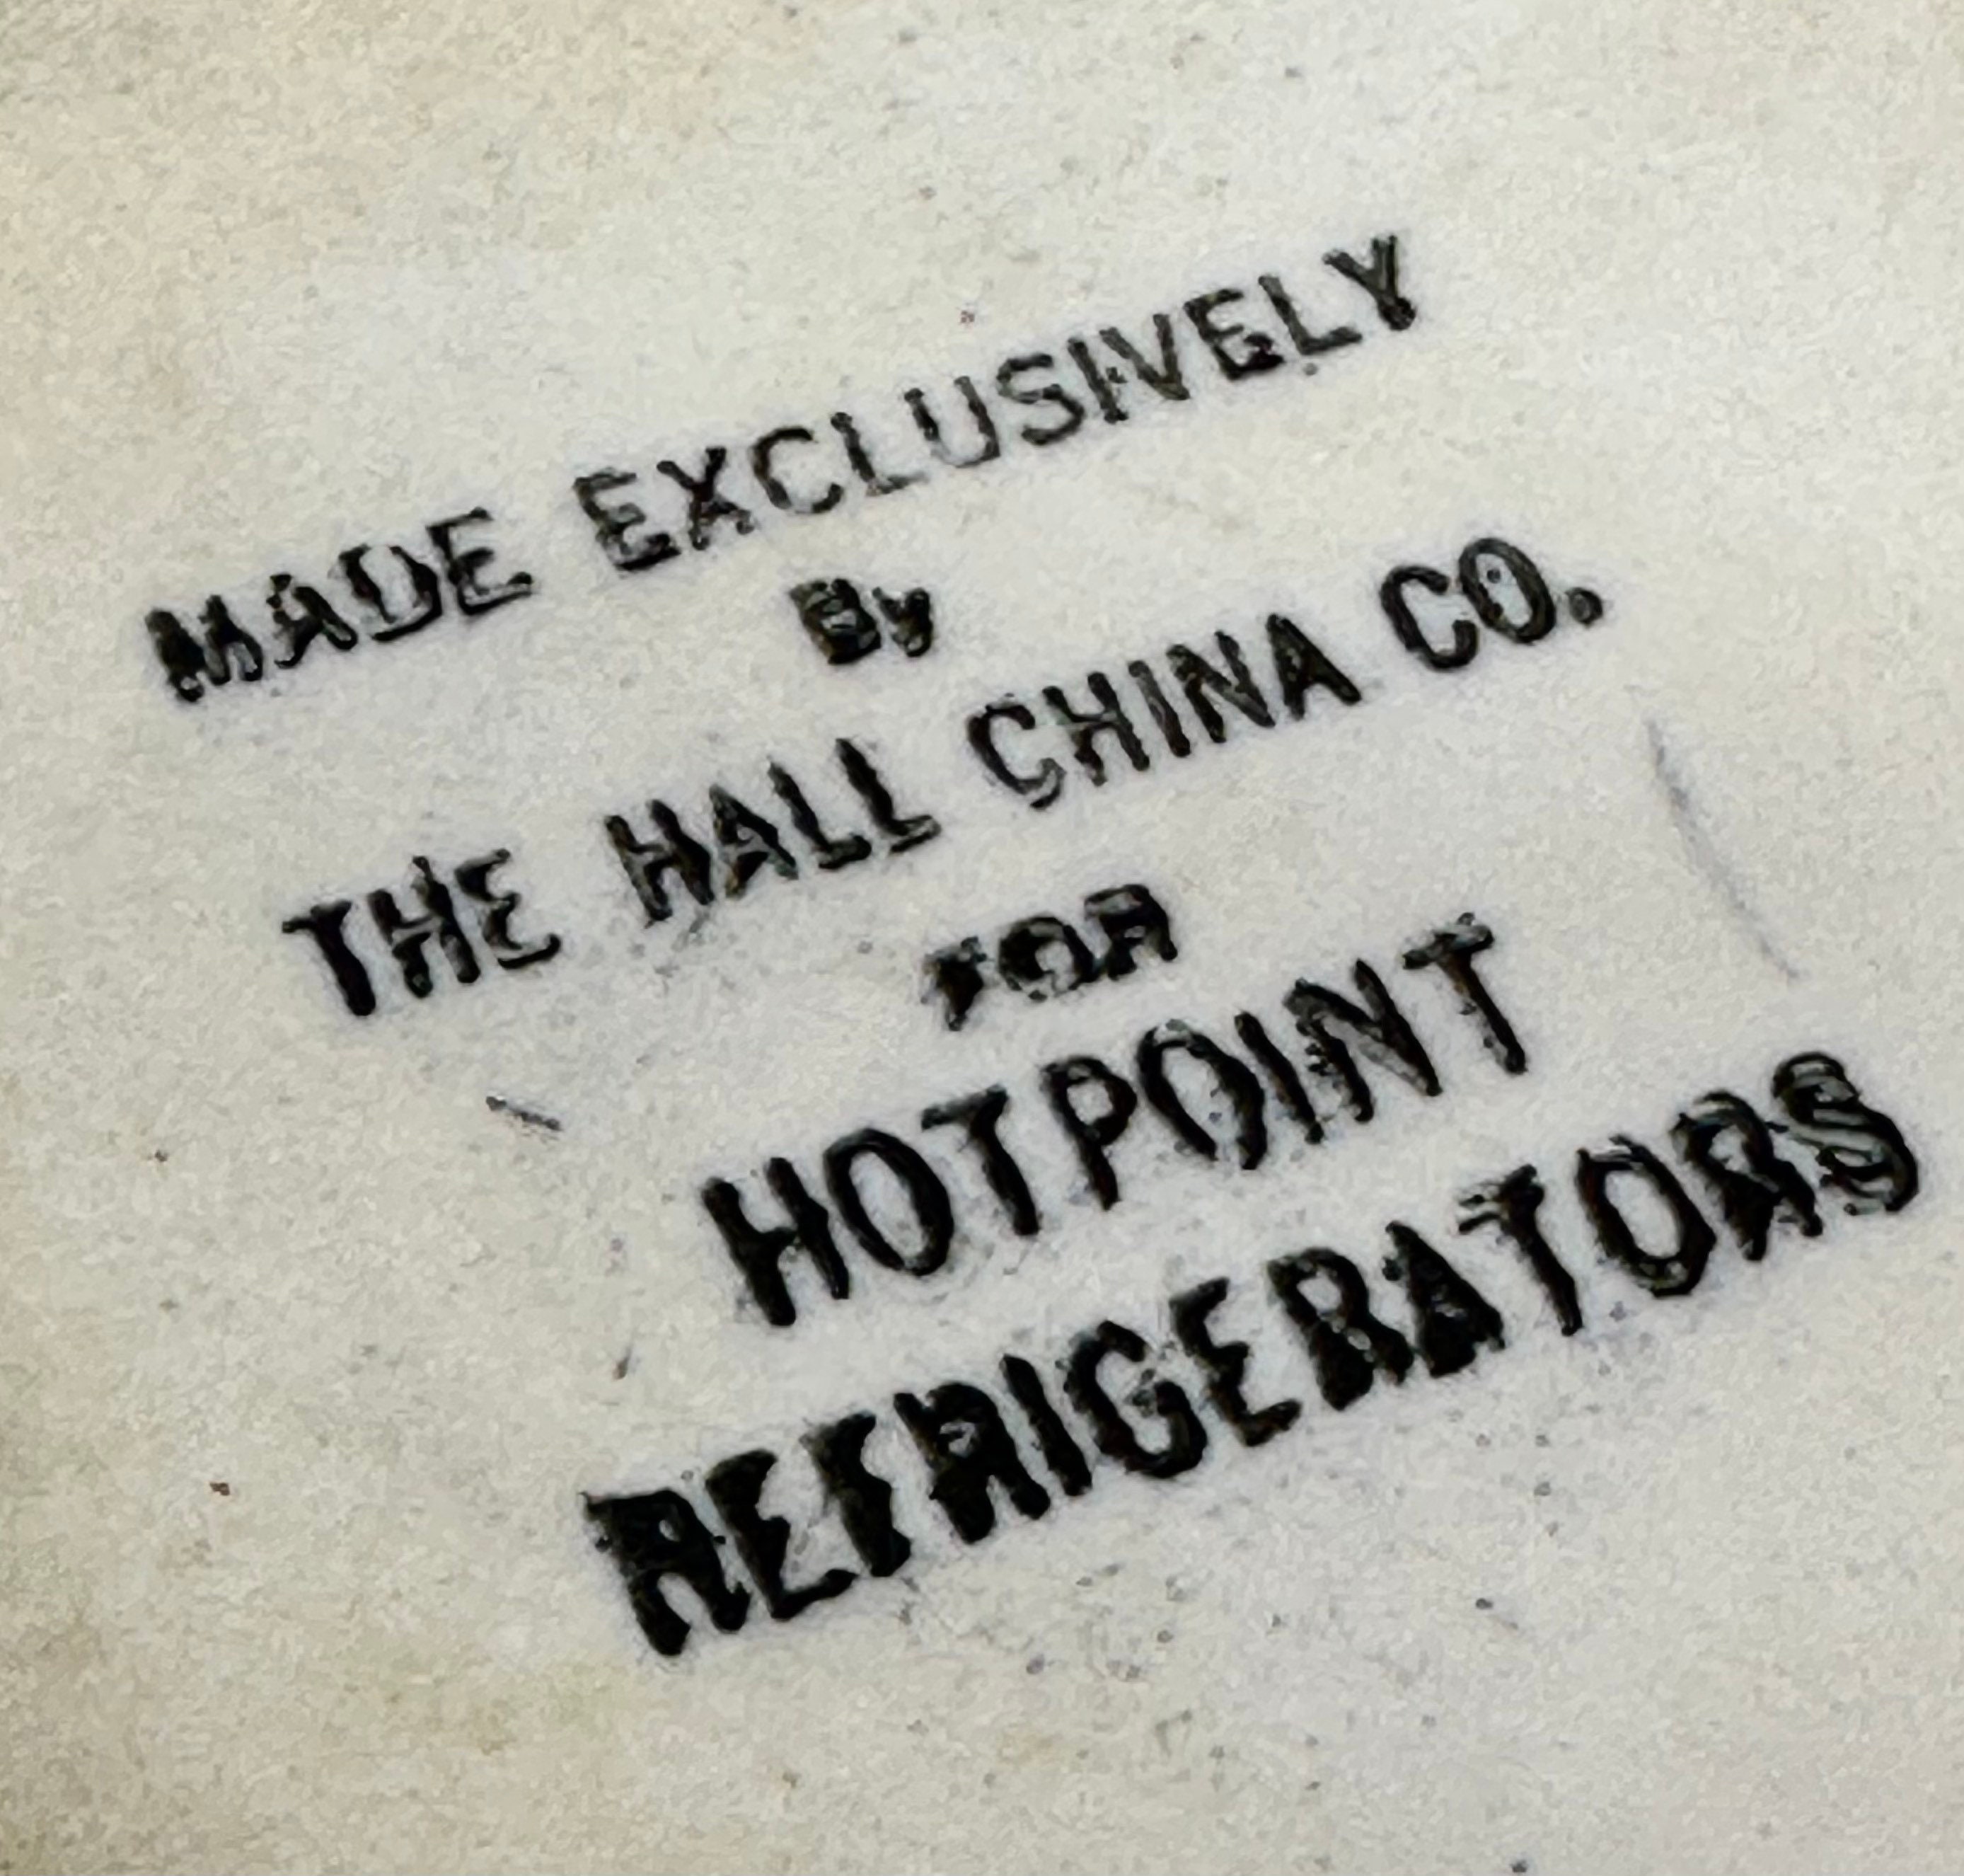 MADE EXCLUSIVELY
By
THE HALL CHINA CO.
FOR
HOTPOINT
REFRIGERATORS